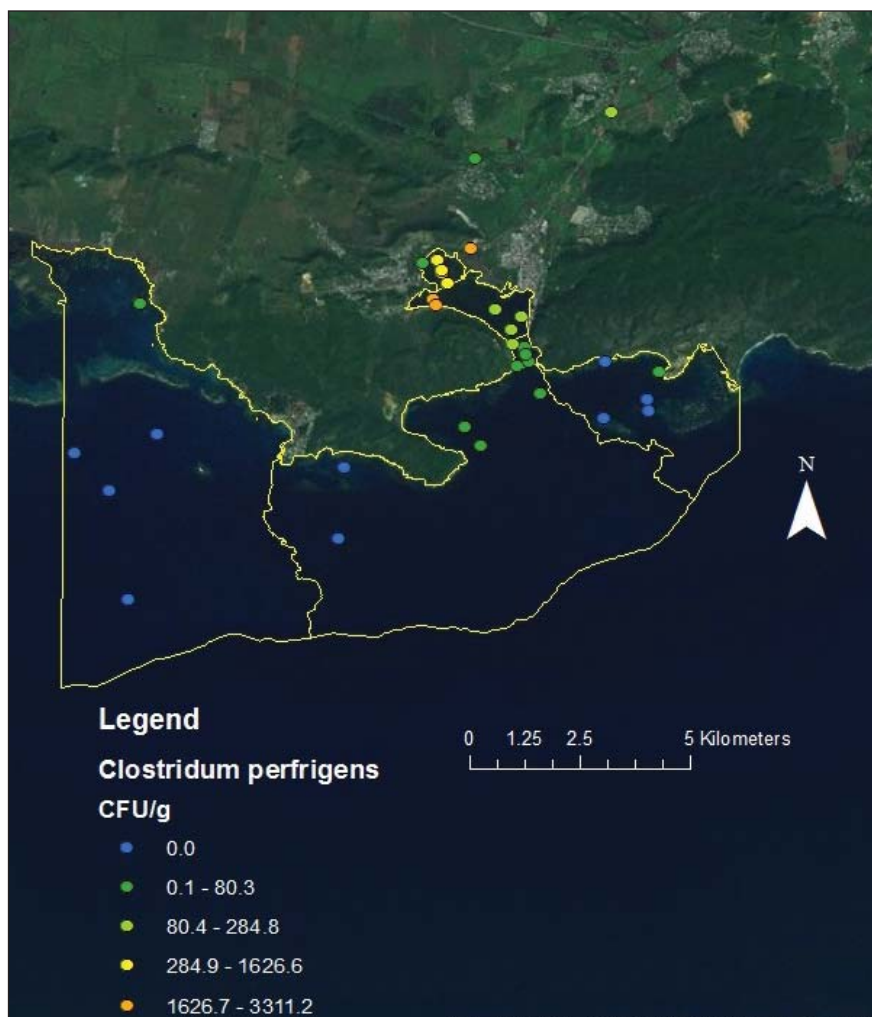 N
Legend
0 1.25 2.5 5 Kilometers
Clostridum perfrigens
CFU/g
0.0
0.1 - 80.3
80.4 - 284.8
284.9 - 1626.6
1626.7 - 3311.2